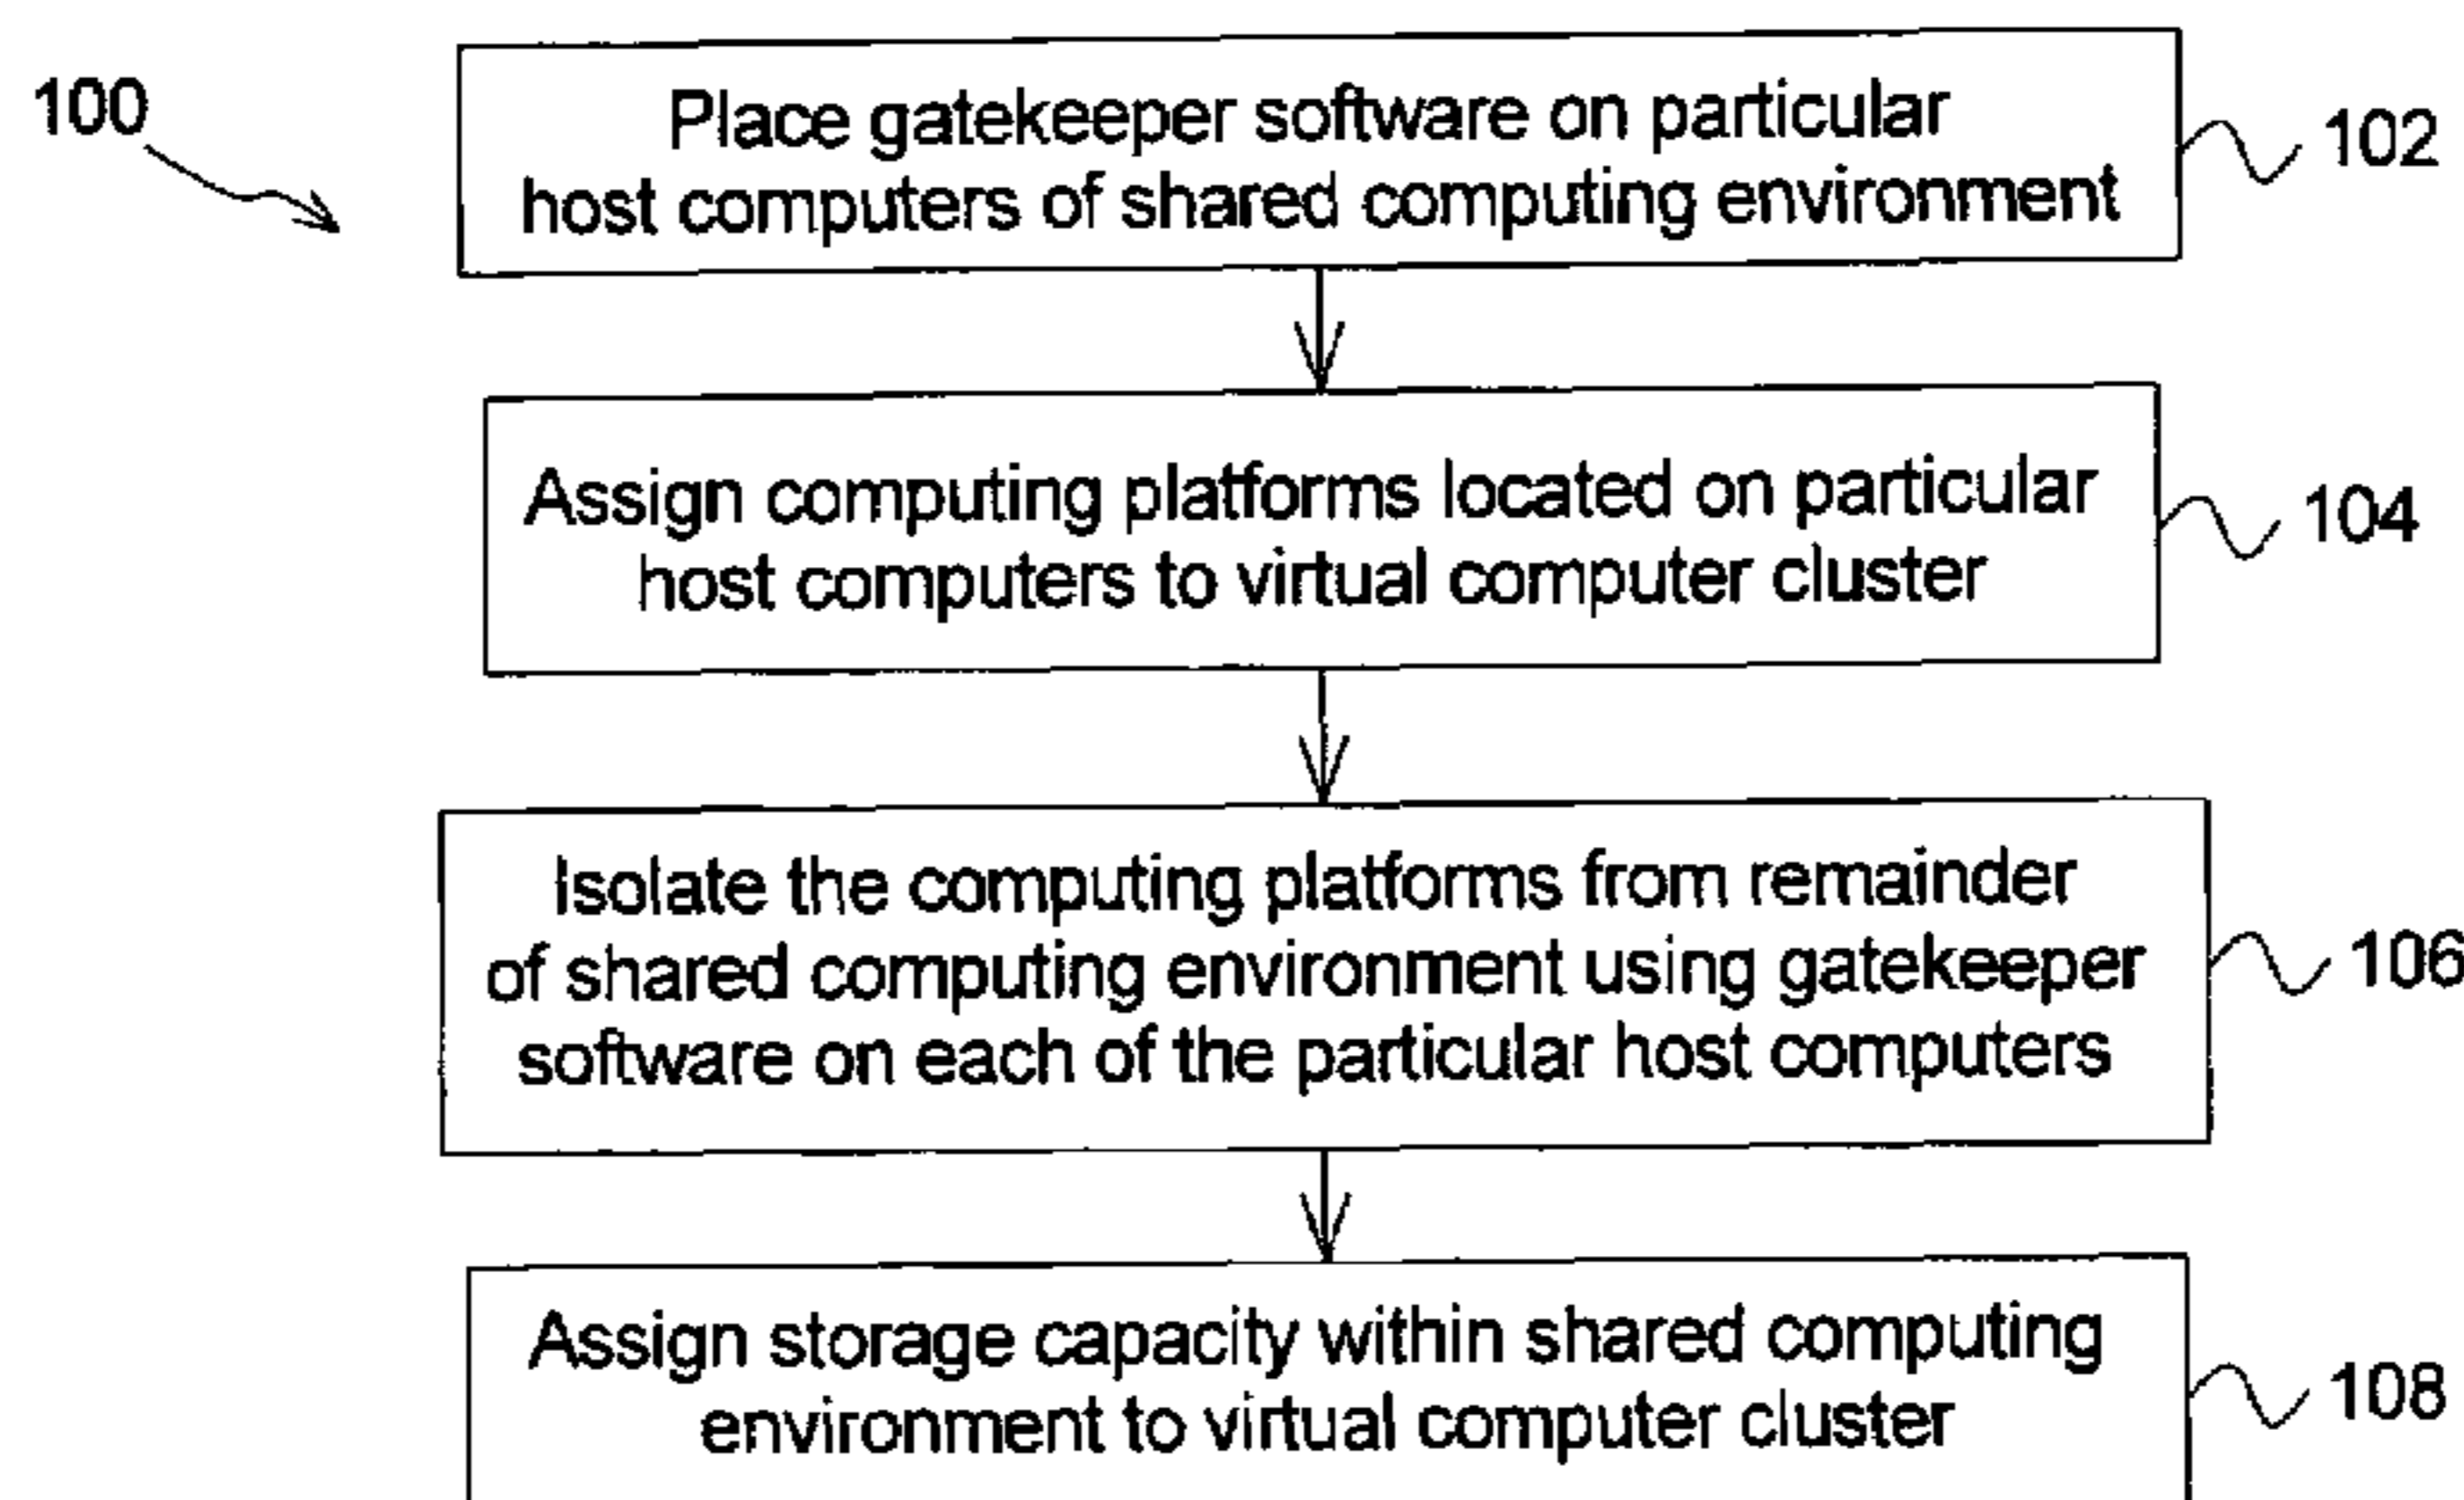 100
Place gatekeeper software on particular
host computers of shared computing environment
102
Assign computing platforms located on particular
host computers to virtual computer cluster
104
Isolate the computing platforms from remainder
of shared computing environment using gatekeeper
software on each of the particular host computers
106
Assign storage capacity within shared computing
environment to virtual computer cluster
108